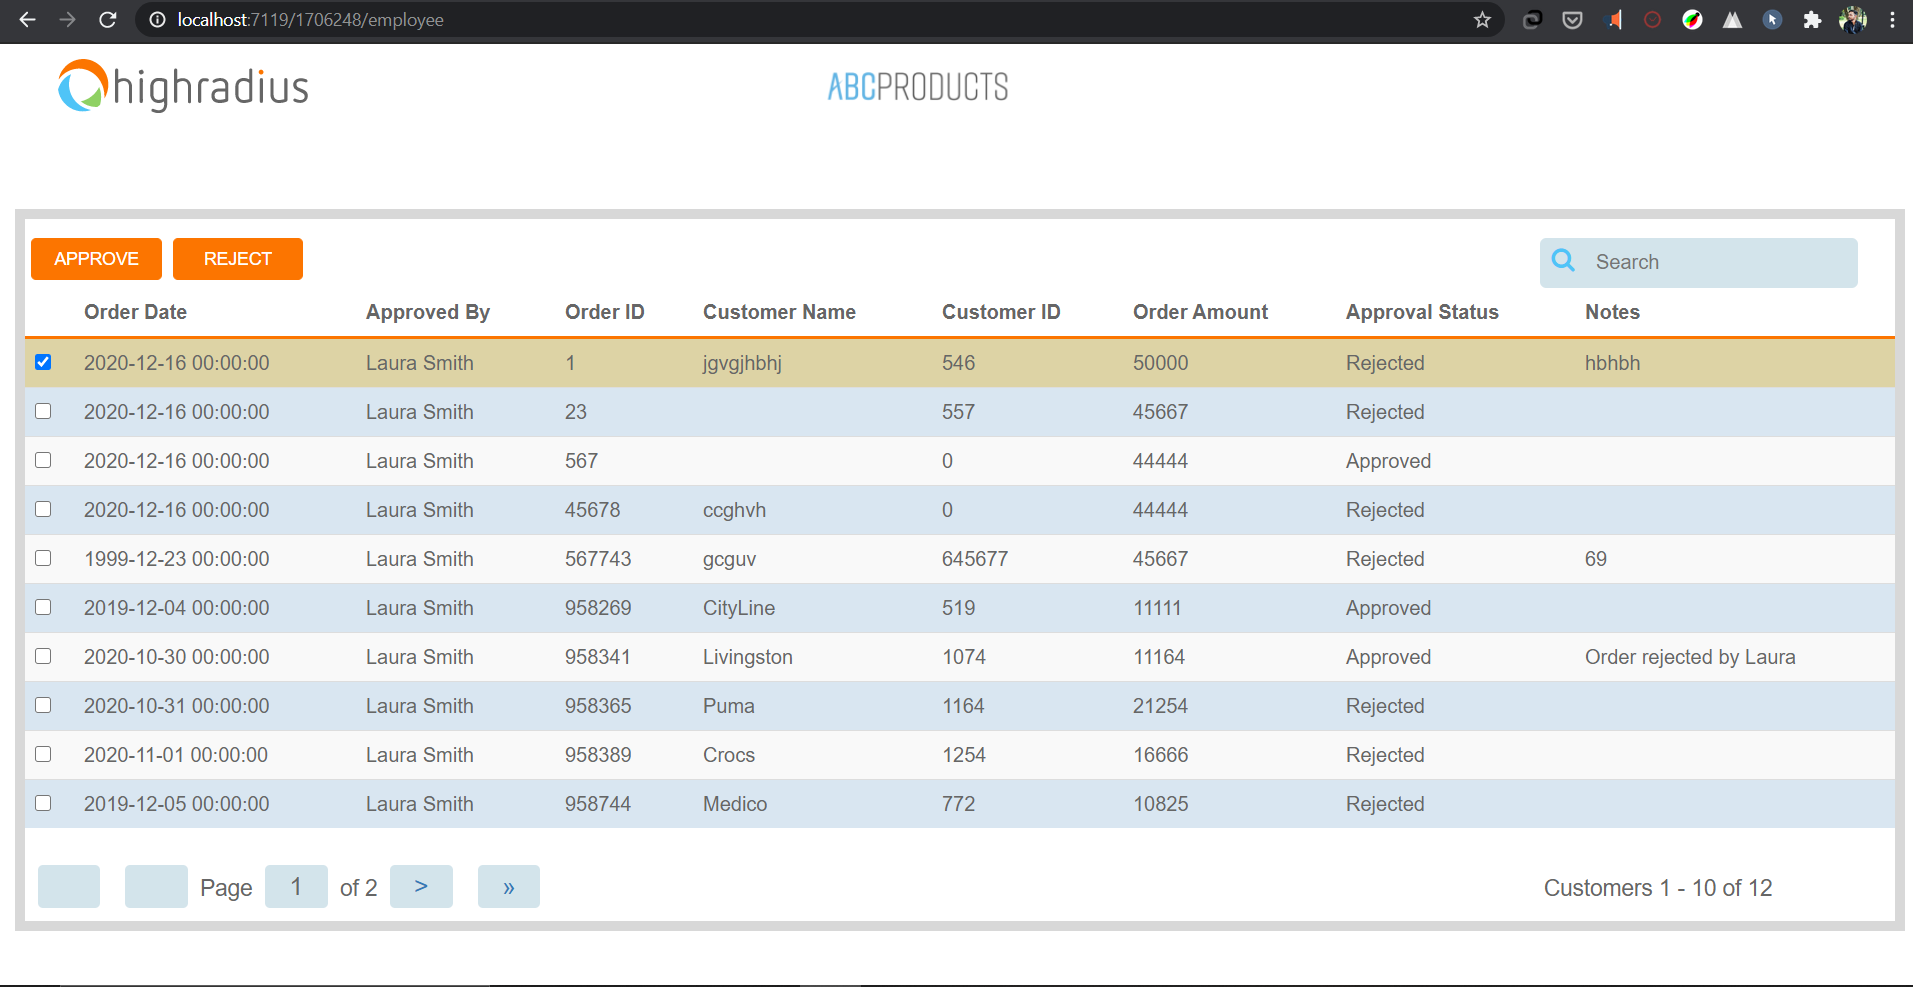 localhost:7119/1706248/employee
highradius
ABCPRODUCTS
APPROVE REJECT Search
Order Date Approved By Order ID Customer Name Customer ID Order Amount Approval Status Notes
2020-12-16 00:00:00 Laura Smith 1 jgvgjhbhj 546 50000 Rejected hbhbh
2020-12-16 00:00:00 Laura Smith 23 557 45667 Rejected
2020-12-16 00:00:00 Laura Smith 567 0 44444 Approved
2020-12-16 00:00:00 Laura Smith 45678 ccghvh 0 44444 Rejected
1999-12-23 00:00:00 Laura Smith 567743 gcguv 645677 45667 Rejected 69
2019-12-04 00:00:00 Laura Smith 958269 CityLine 519 11111 Approved
2020-10-30 00:00:00 Laura Smith 958341 Livingston 1074 11164 Approved Order rejected by Laura
2020-10-31 00:00:00 Laura Smith 958365 Puma 1164 21254 Rejected
2020-11-01 00:00:00 Laura Smith 958389 Crocs 1254 16666 Rejected
2019-12-05 00:00:00 Laura Smith 958744 Medico 772 10825 Rejected
Page 1 of 2 > » Customers 1 - 10 of 12